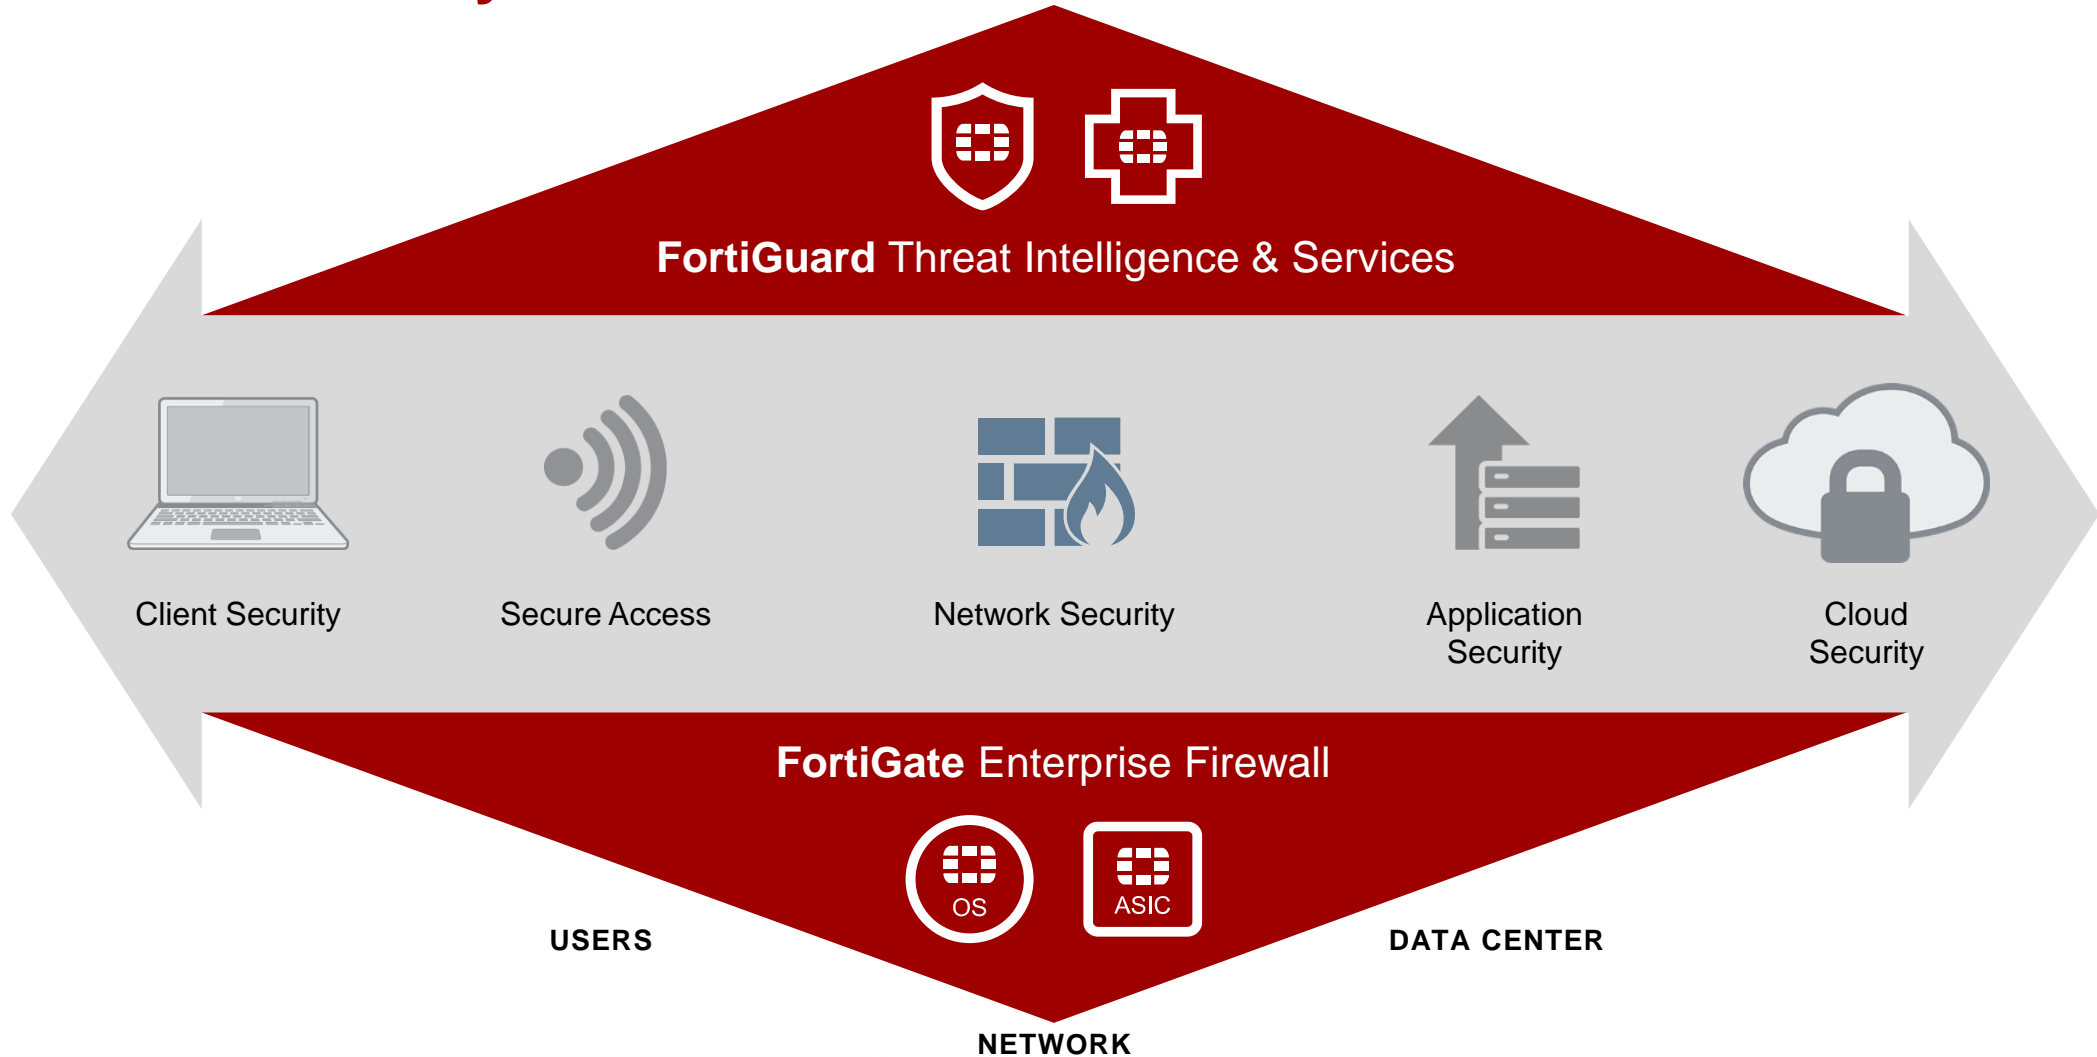 FortiGuard Threat Intelligence & Services
Client Security
Secure Access
Network Security
Application
Security
Cloud
Security
FortiGate Enterprise Firewall
OS
ASIC
USERS
DATA CENTER
NETWORK